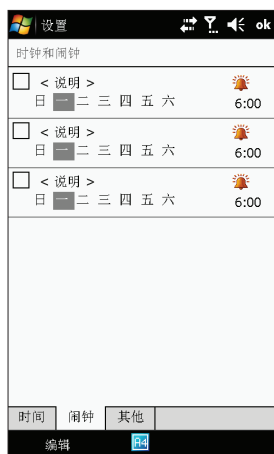 设置 ok
时钟和闹钟
< 说明 >
日 一 二 三 四 五 六 6:00
< 说明 >
日 一 二 三 四 五 六 6:00
< 说明 >
日 一 二 三 四 五 六 6:00
时间 闹钟 其他
编辑